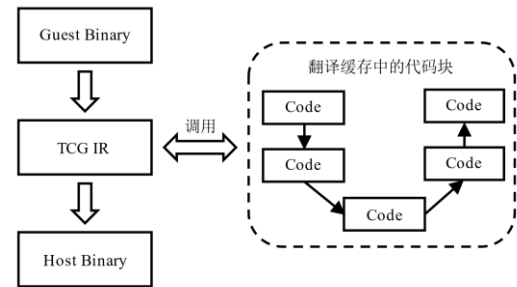 Guest Binary
TCG IR
Host Binary
调用
翻译缓存中的代码块
Code
Code
Code
Code
Code